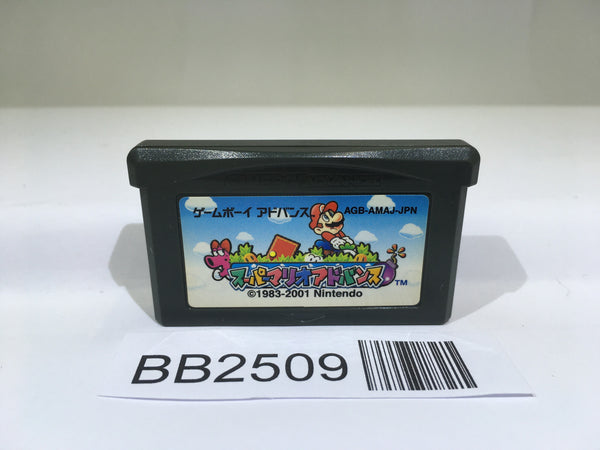 ゲームボーイ アドバンス AGB-AMAJ-JPN
スーパーマリオアドバンス TM
©1983-2001 Nintendo
BB2509